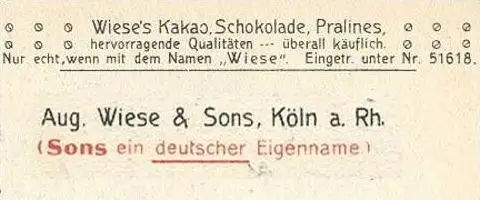 Wiese's Kakao, Schokolade, Pralines,
hervorragende Qualitäten --- überall käuflich.
Nur echt, wenn mit dem Namen „Wiese". Eingetr. unter Nr. 51618.
Aug. Wiese & Sons, Köln a. Rh.
(Sons ein deutscher Eigenname)